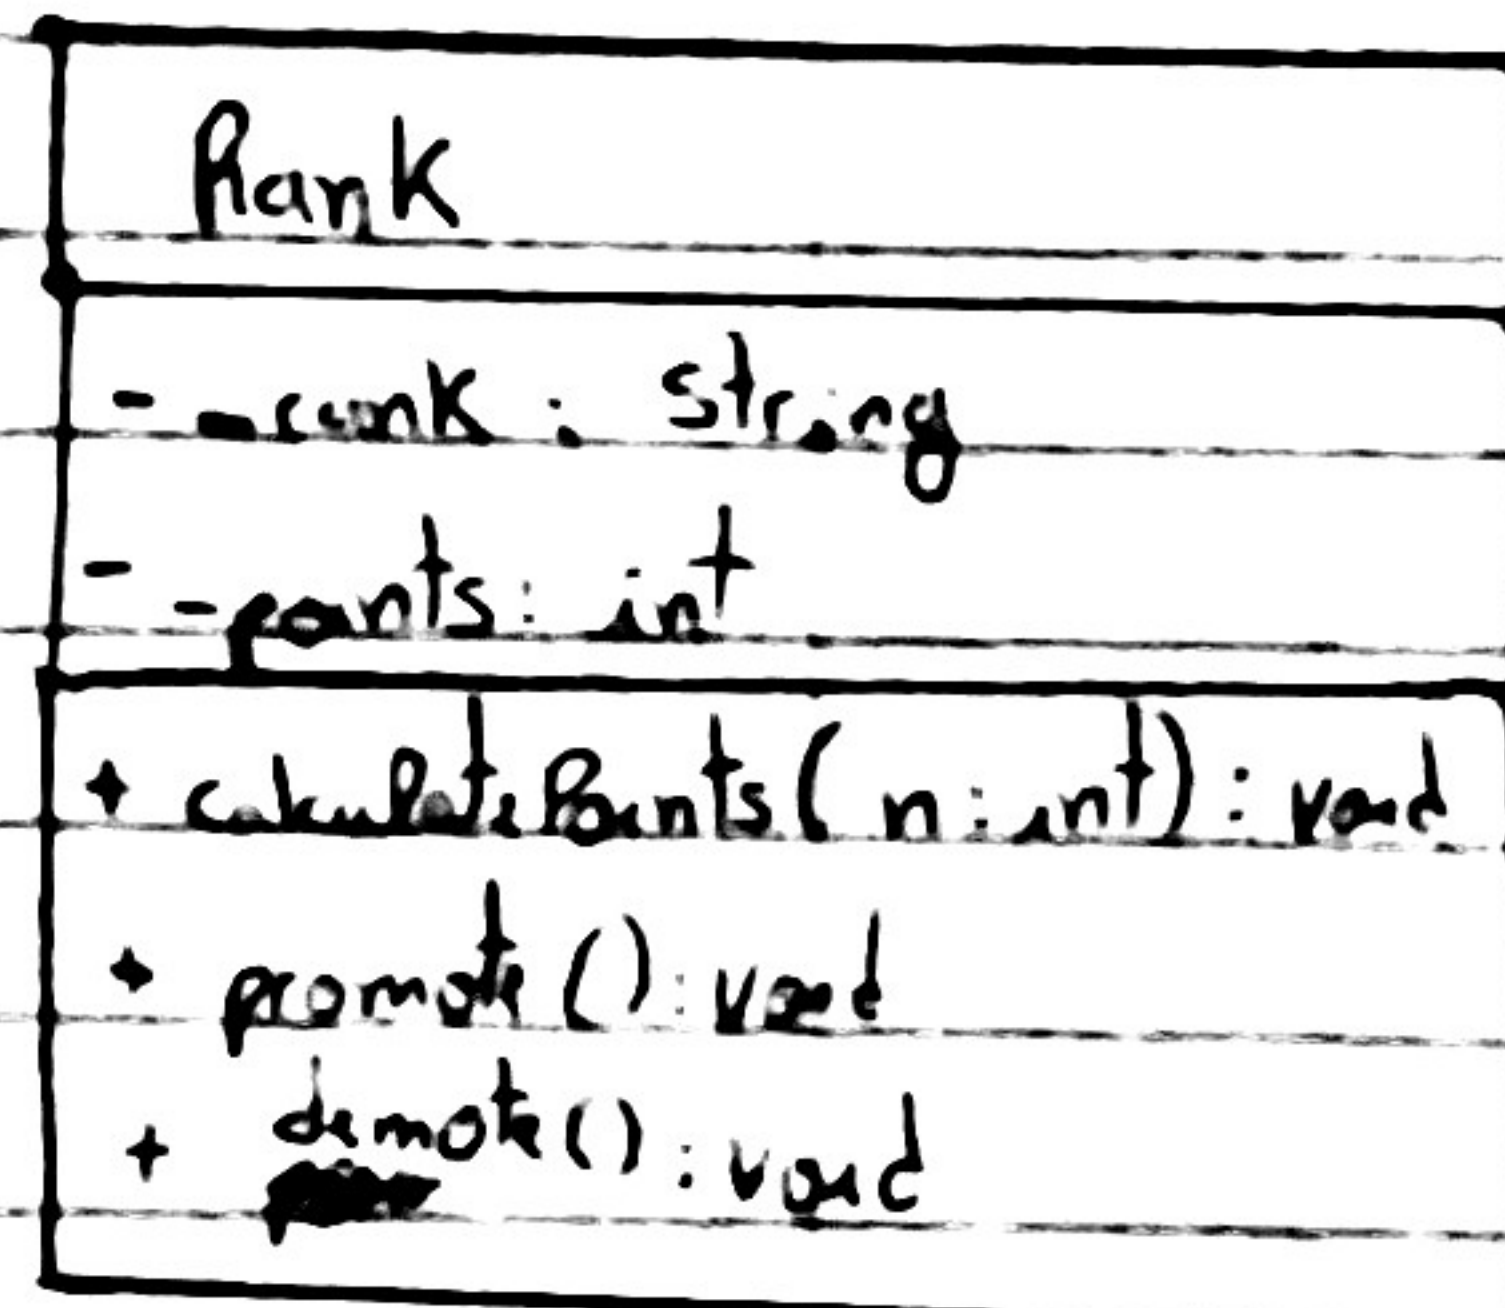 Rank
- _rank : string
- _points : int
+ calculatePoints( n : int) : void
+ promote () : void
+ demote () : void